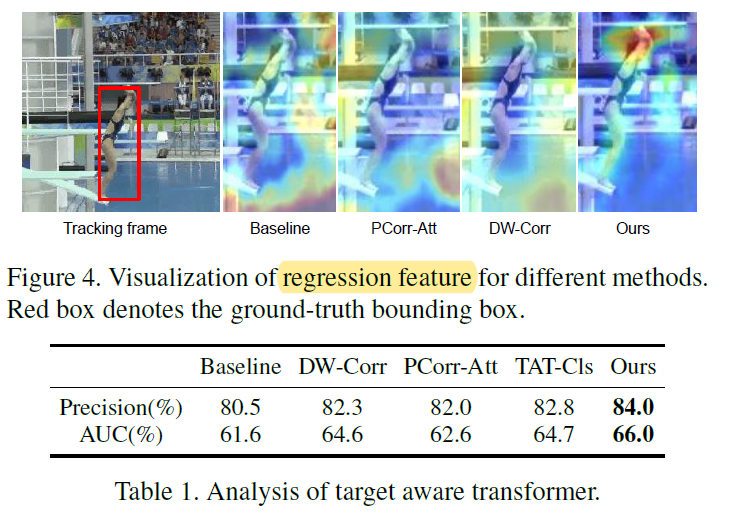 Tracking frame Baseline PCorr-Att DW-Corr Ours
Figure 4. Visualization of regression feature for different methods.
Red box denotes the ground-truth bounding box.
Baseline DW-Corr PCorr-Att TAT-Cls Ours
Precision(%) 80.5 82.3 82.0 82.8 84.0
AUC(%) 61.6 64.6 62.6 64.7 66.0
Table 1. Analysis of target aware transformer.